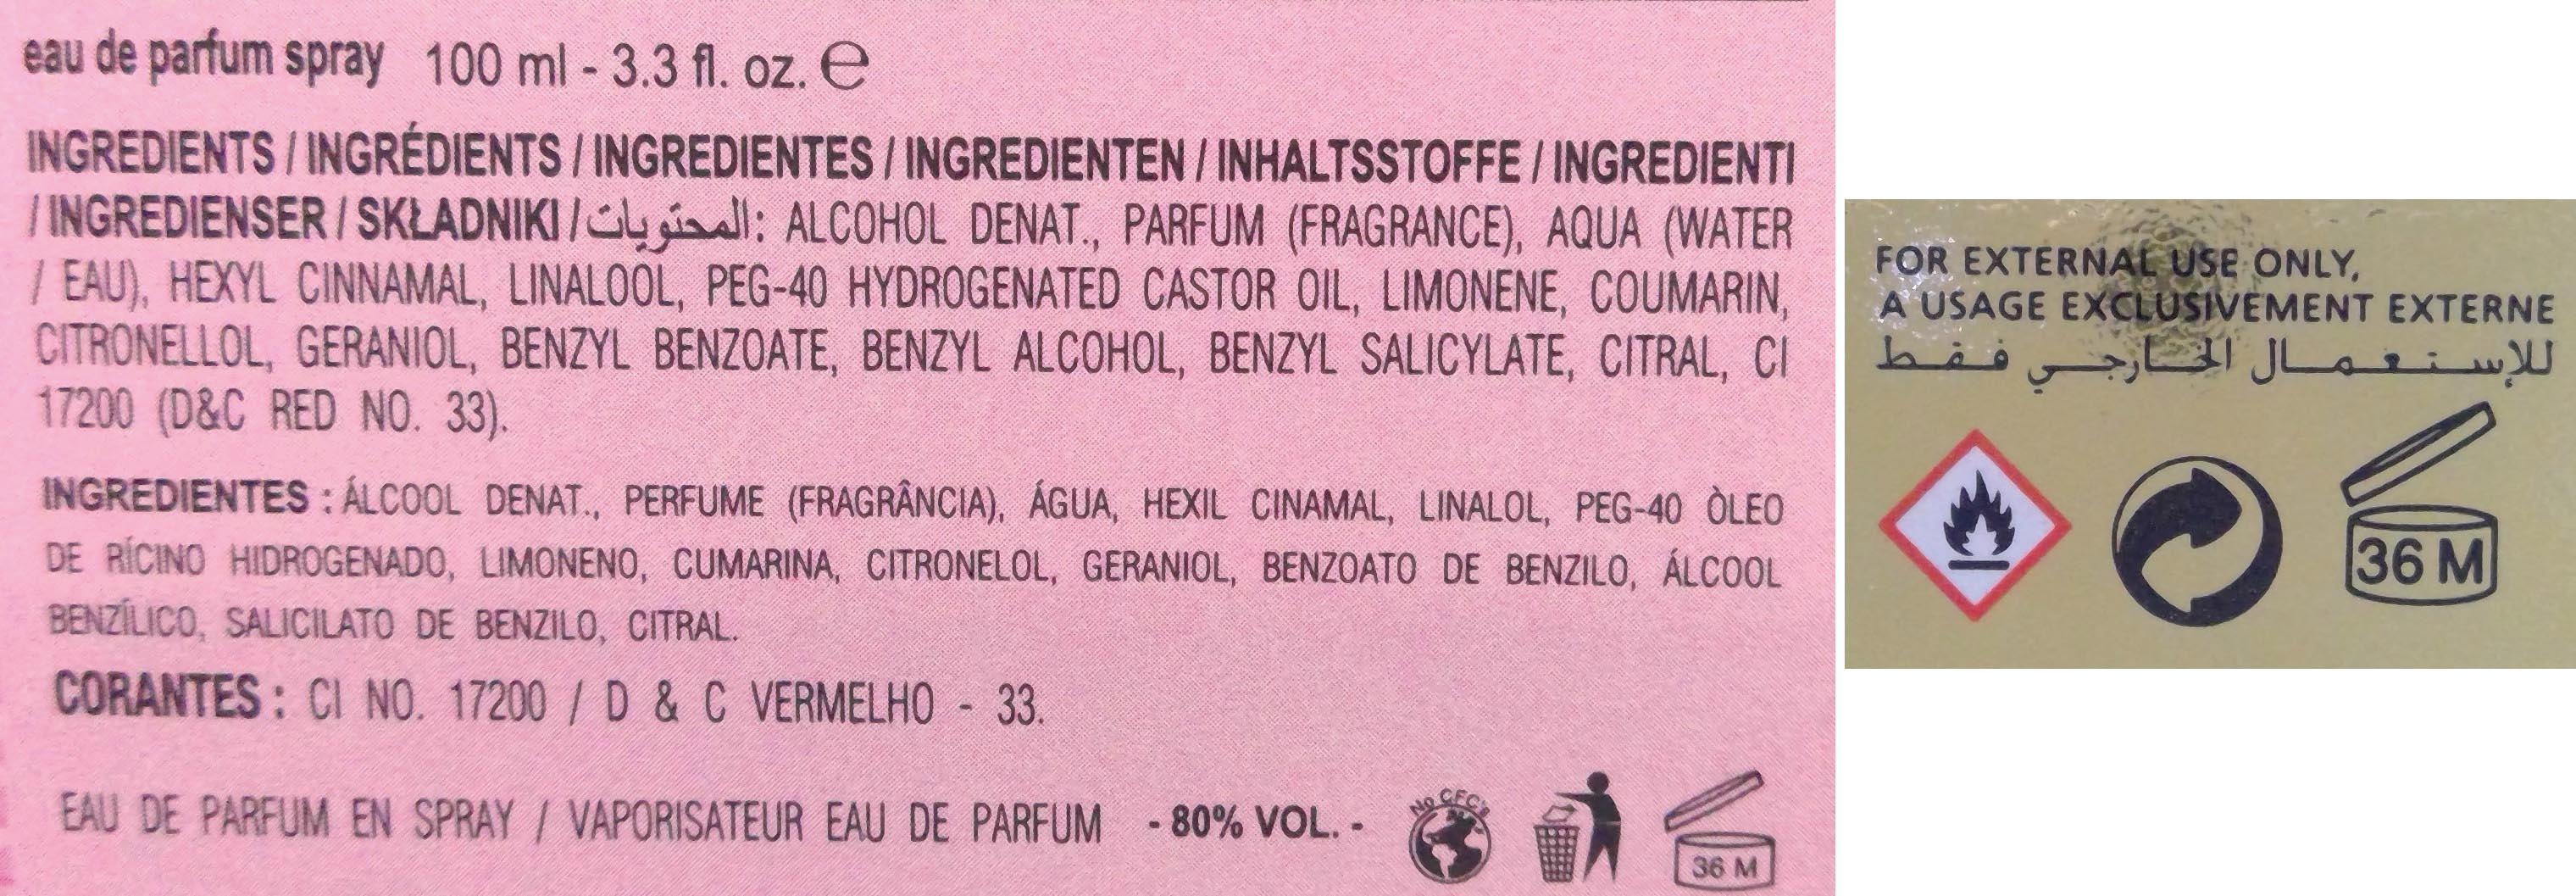 eau de parfum spray 100 ml - 3.3 fl. oz. ℮
INGREDIENTS / INGRÉDIENTS / INGREDIENTES / INGREDIENTEN / INHALTSSTOFFE / INGREDIENTI
/ INGREDIENSER / SKŁADNIKI / المحتويات: ALCOHOL DENAT., PARFUM (FRAGRANCE), AQUA (WATER
/ EAU), HEXYL CINNAMAL, LINALOOL, PEG-40 HYDROGENATED CASTOR OIL, LIMONENE, COUMARIN,
CITRONELLOL, GERANIOL, BENZYL BENZOATE, BENZYL ALCOHOL, BENZYL SALICYLATE, CITRAL, CI
17200 (D&C RED NO. 33).
INGREDIENTES : ÁLCOOL DENAT., PERFUME (FRAGRÂNCIA), ÁGUA, HEXIL CINAMAL, LINALOL, PEG-40 ÒLEO
DE RÍCINO HIDROGENADO, LIMONENO, CUMARINA, CITRONELOL, GERANIOL, BENZOATO DE BENZILO, ÁLCOOL
BENZÍLICO, SALICILATO DE BENZILO, CITRAL.
CORANTES : CI NO. 17200 / D & C VERMELHO - 33.
EAU DE PARFUM EN SPRAY / VAPORISATEUR EAU DE PARFUM - 80% VOL. -
No CFC's
36 M
FOR EXTERNAL USE ONLY,
A USAGE EXCLUSIVEMENT EXTERNE
للإستعمال الخارجي فقط
36 M